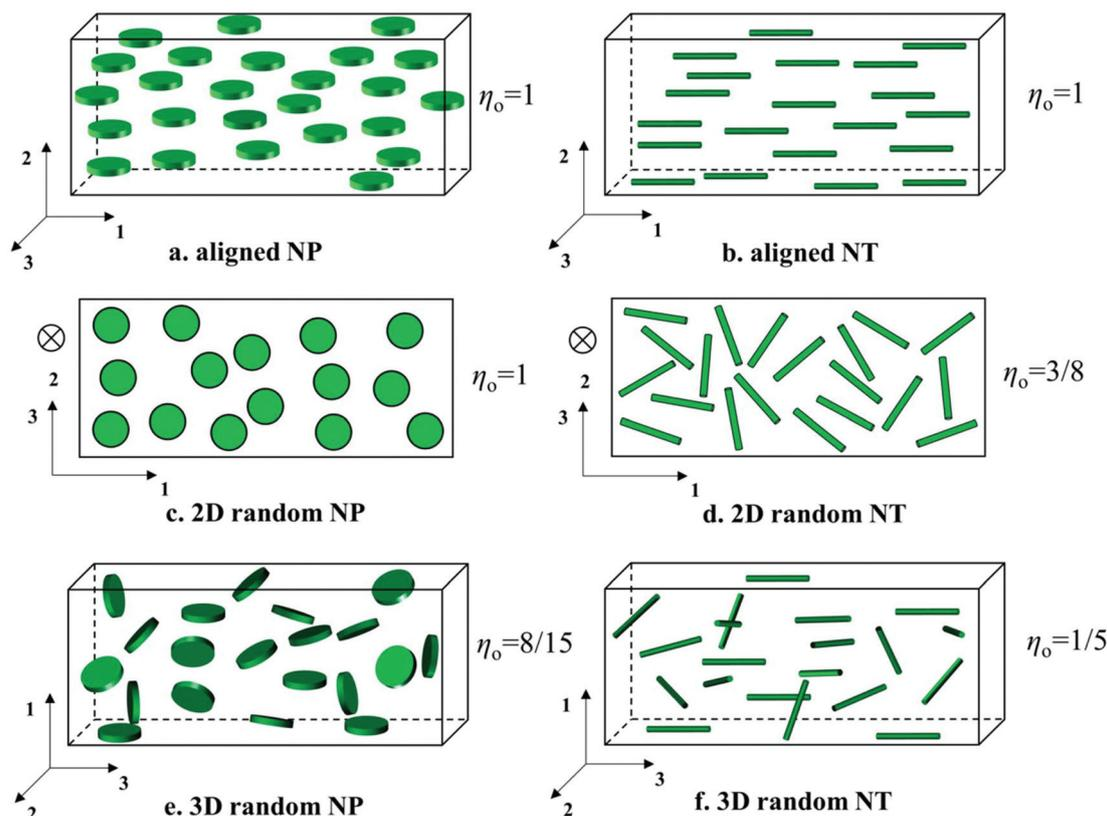 ηo=1
2
1
3
a. aligned NP
ηo=1
2
1
3
b. aligned NT
2
3
1
ηo=1
c. 2D random NP
2
3
1
ηo=3/8
d. 2D random NT
ηo=8/15
1
3
2
e. 3D random NP
ηo=1/5
1
3
2
f. 3D random NT